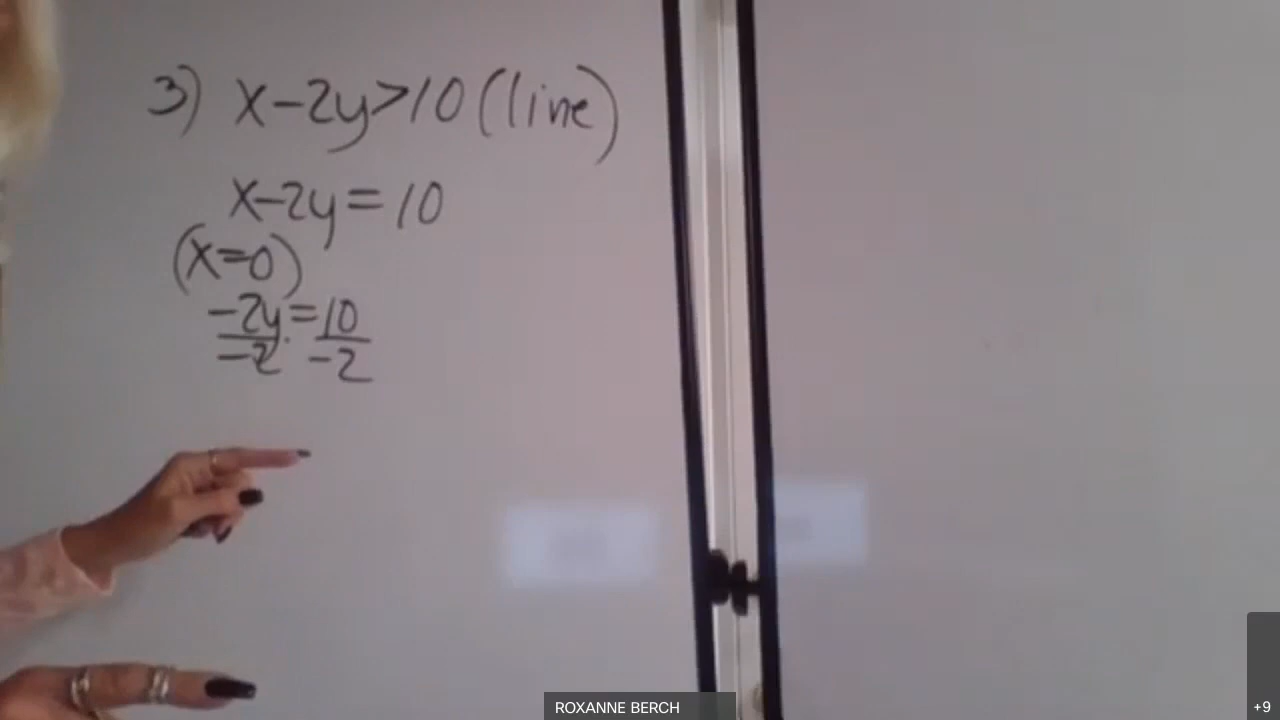 3) x-2y>10 (line)
x-2y=10
(x=0)
-2y=10
-2 -2
ROXANNE BERCH
+9